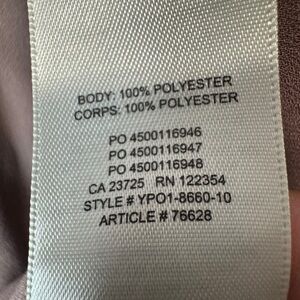 BODY: 100% POLYESTER
CORPS: 100% POLYESTER
PO 4500116946
PO 4500116947
PO 4500116948
CA 23725 RN 122354
STYLE # YPO1-8660-10
ARTICLE # 76628